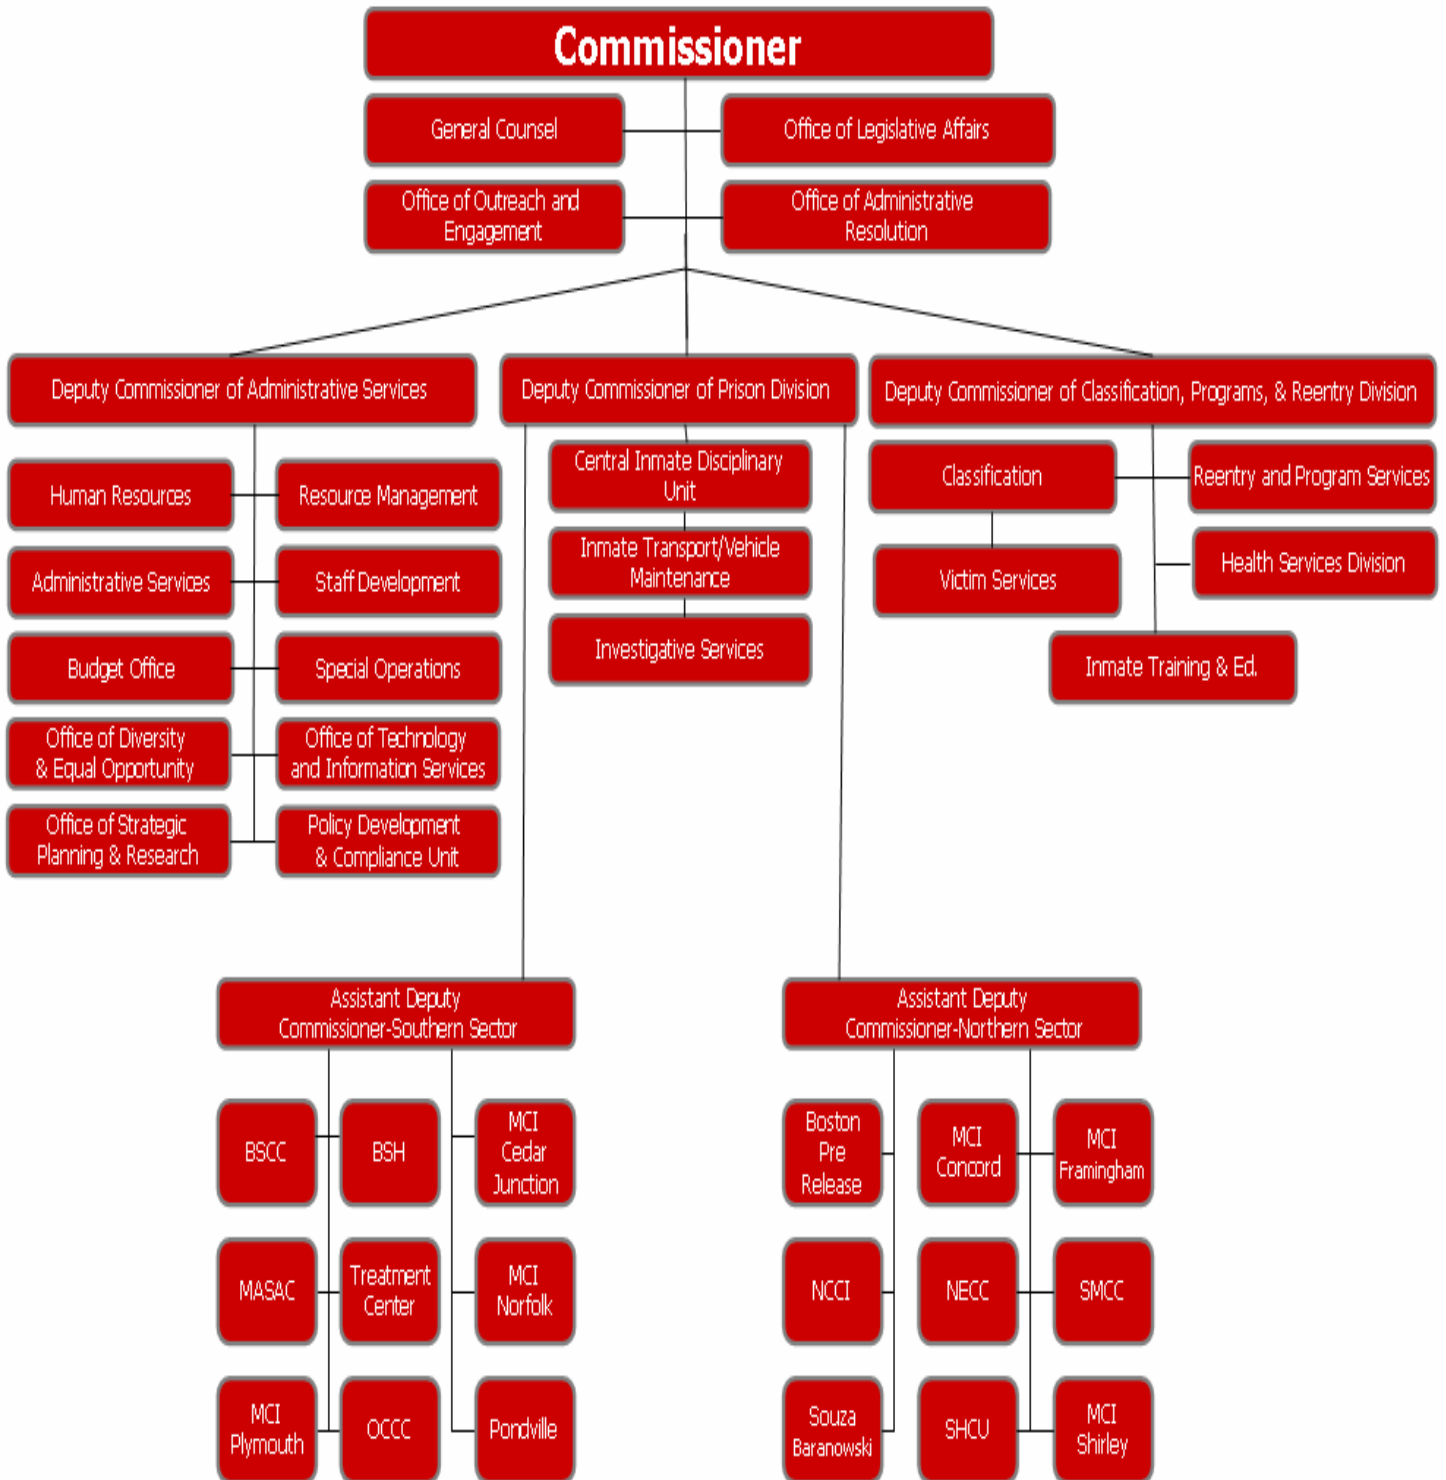 Commissioner
General Counsel
Office of Legislative Affairs
Office of Outreach and
Engagement
Office of Administrative
Resolution
Deputy Commissioner of Administrative Services
Deputy Commissioner of Prison Division
Deputy Commissioner of Classification, Programs, & Reentry Division
Human Resources
Resource Management
Administrative Services
Staff Development
Budget Office
Special Operations
Office of Diversity
& Equal Opportunity
Office of Technology
and Information Services
Office of Strategic
Planning & Research
Policy Development
& Compliance Unit
Central Inmate Disciplinary
Unit
Inmate Transport/Vehicle
Maintenance
Investigative Services
Classification
Reentry and Program Services
Victim Services
Health Services Division
Inmate Training & Ed.
Assistant Deputy
Commissioner-Southern Sector
BSCC
BSH
MCI
Cedar
Junction
MASAC
Treatment
Center
MCI
Norfolk
MCI
Plymouth
OCCC
Pondville
Assistant Deputy
Commissioner-Northern Sector
Boston
Pre
Release
MCI
Concord
MCI
Framingham
NCCI
NECC
SMCC
Souza
Baranowski
SHCU
MCI
Shirley